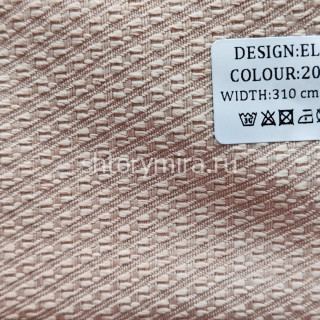 DESIGN:EL
COLOUR:20
WIDTH:310 cm
shtorymira.ru